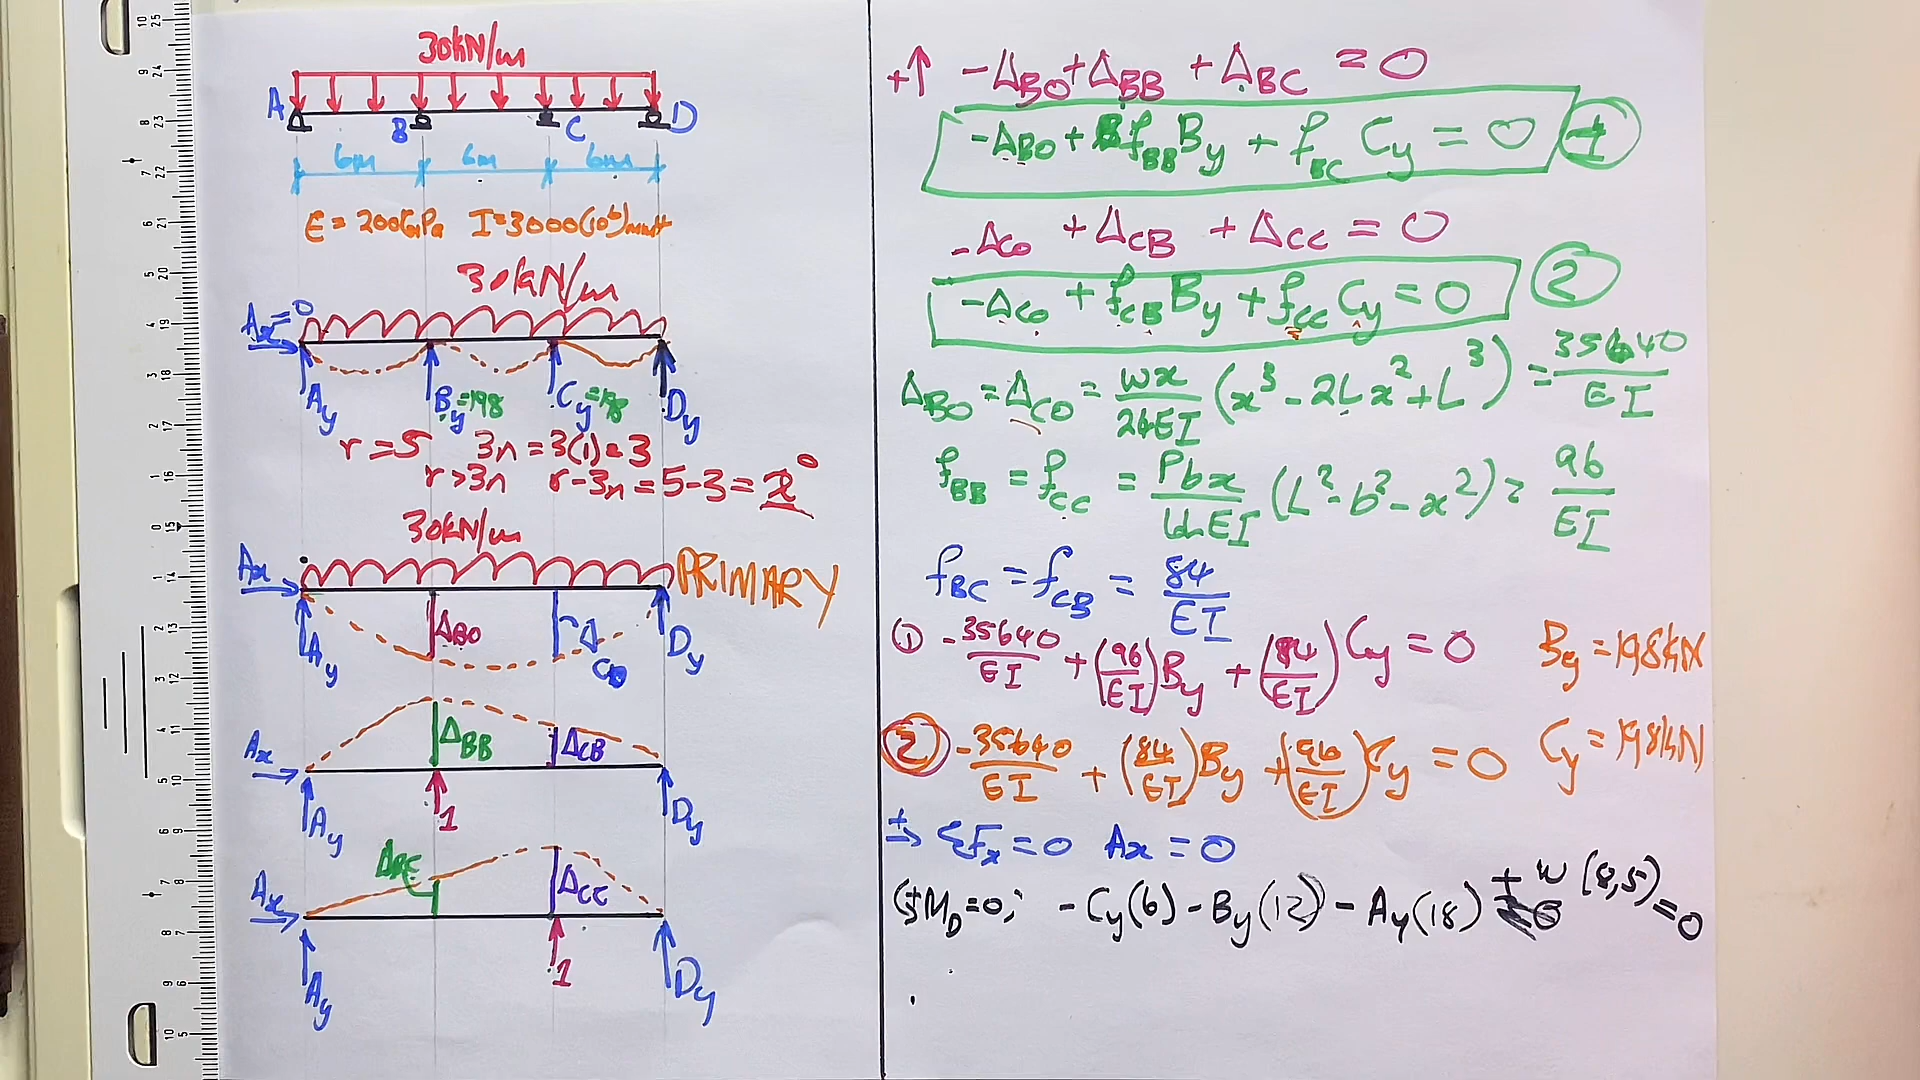 30kN/m
A B C D
6m 6m 6m
E = 200GPa I = 3000(10⁶)mm⁴
30kN/m
Ax = 0
Ay By = 198 Cy = 198 Dy
r = 5 3n = 3(1) = 3
r > 3n r - 3n = 5 - 3 = 2°
30kN/m
PRIMARY
Ax
ΔBO ΔCO
Ay Dy
ΔBB ΔCB
Ax
Ay 1 Dy
ΔBC ΔCC
Ax
Ay 1 Dy
+↑ -ΔBO + ΔBB + ΔBC = 0
-ΔBO + fBB By + fBC Cy = 0 1
-ΔCO + ΔCB + ΔCC = 0
-ΔCO + fCB By + fCC Cy = 0 2
ΔBO = ΔCO = wx/24EI (x³ - 2Lx² + L³) = 35640/EI
fBB = fCC = Pbx/6LEI (L² - b² - x²) = 96/EI
fBC = fCB = 84/EI
① -35640/EI + (96/EI)By + (84/EI)Cy = 0 By = 198kN
② -35640/EI + (84/EI)By + (96/EI)Cy = 0 Cy = 198kN
+→ ΣFx = 0 Ax = 0
(+MD = 0; -Cy(6) - By(12) - Ay(18) + W(8,5) = 0